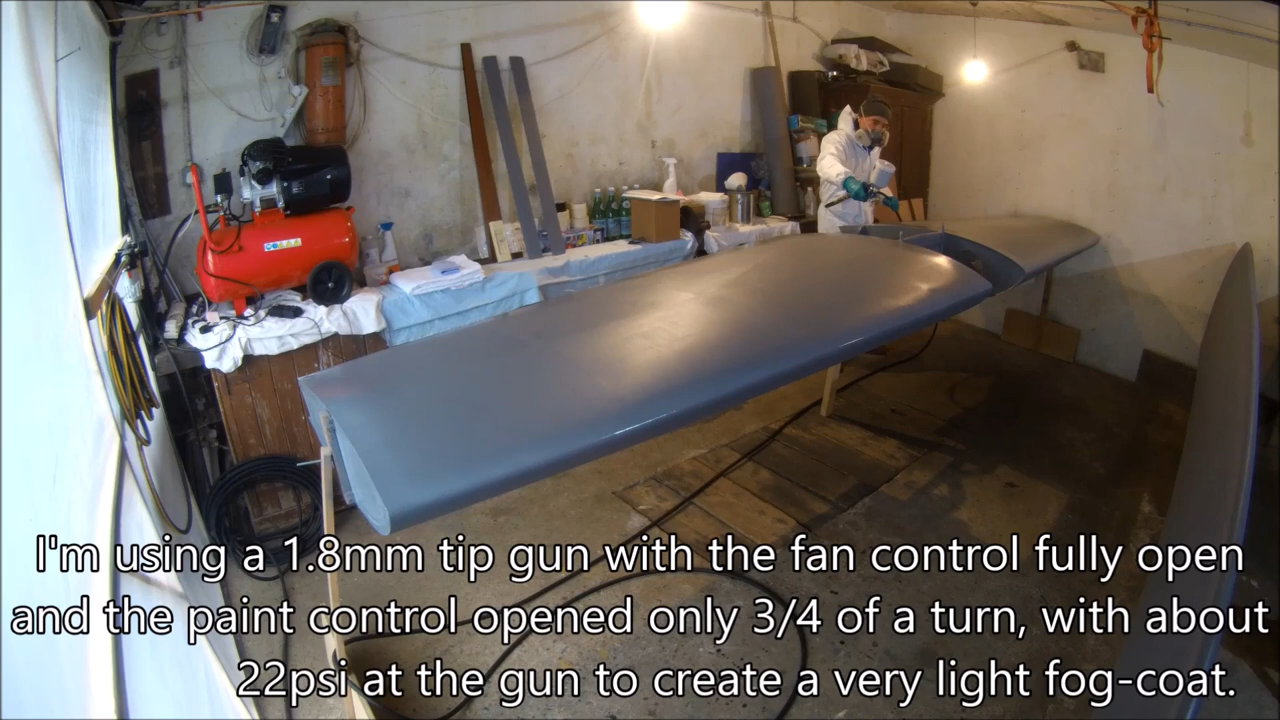 I'm using a 1.8mm tip gun with the fan control fully open
and the paint control opened only 3/4 of a turn, with about
22psi at the gun to create a very light fog-coat.